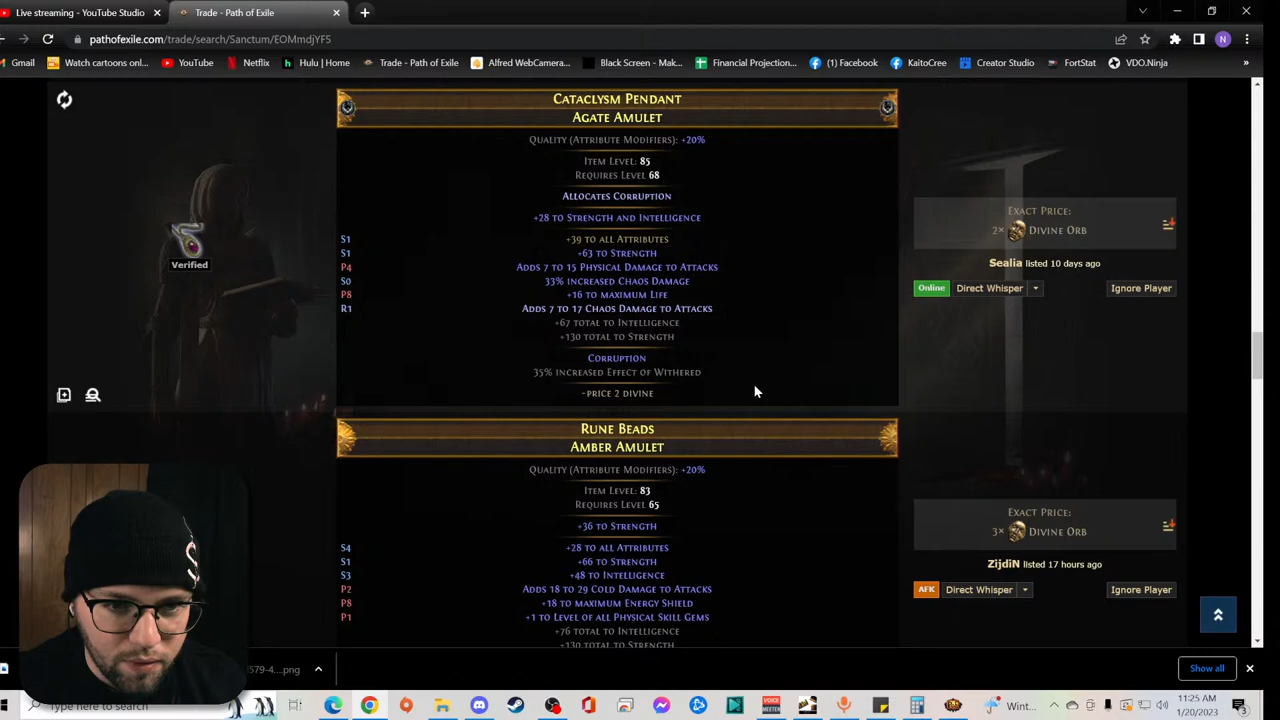 Live streaming - YouTube Studio
Trade - Path of Exile
pathofexile.com/trade/search/Sanctum/EOMmdjYF5
N
Gmail
Watch cartoons onl...
YouTube
Netflix
Hulu | Home
Trade - Path of Exile
Alfred WebCamera...
Black Screen - Mak...
Financial Projection...
(1) Facebook
KaitoCree
Creator Studio
FortStat
VDO.Ninja
»
Cataclysm Pendant
Agate Amulet
Quality (Attribute Modifiers): +20%
Item Level: 85
Requires Level 68
Allocates Corruption
+28 to Strength and Intelligence
S1 +39 to all Attributes
S1 +63 to Strength
P4 Adds 7 to 15 Physical Damage to Attacks
S0 33% increased Chaos Damage
P8 +16 to maximum Life
R1 Adds 7 to 17 Chaos Damage to Attacks
+67 total to Intelligence
+130 total to Strength
Corruption
35% increased Effect of Withered
~price 2 divine
Verified
Exact Price:
2× Divine Orb
Sealia listed 10 days ago
Online Direct Whisper Ignore Player
Rune Beads
Amber Amulet
Quality (Attribute Modifiers): +20%
Item Level: 83
Requires Level 65
+36 to Strength
S4 +28 to all Attributes
S1 +66 to Strength
S3 +48 to Intelligence
P2 Adds 18 to 29 Cold Damage to Attacks
P8 +18 to maximum Energy Shield
P1 +1 to Level of all Physical Skill Gems
+76 total to Intelligence
+130 total to Strength
Exact Price:
3× Divine Orb
ZijdiN listed 17 hours ago
AFK Direct Whisper Ignore Player
579-4....png
Show all
Type here to search
Wint...
11:25 AM
1/20/2023